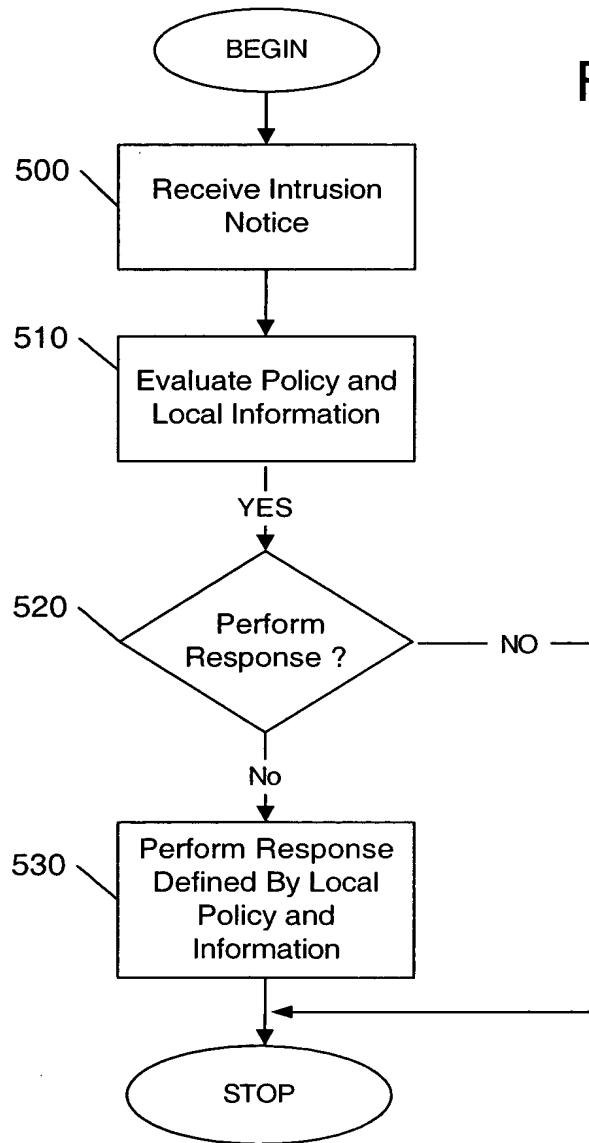 BEGIN
F
500
Receive Intrusion
Notice
510
Evaluate Policy and
Local Information
YES
520
Perform
Response ?
NO
No
530
Perform Response
Defined By Local
Policy and
Information
STOP